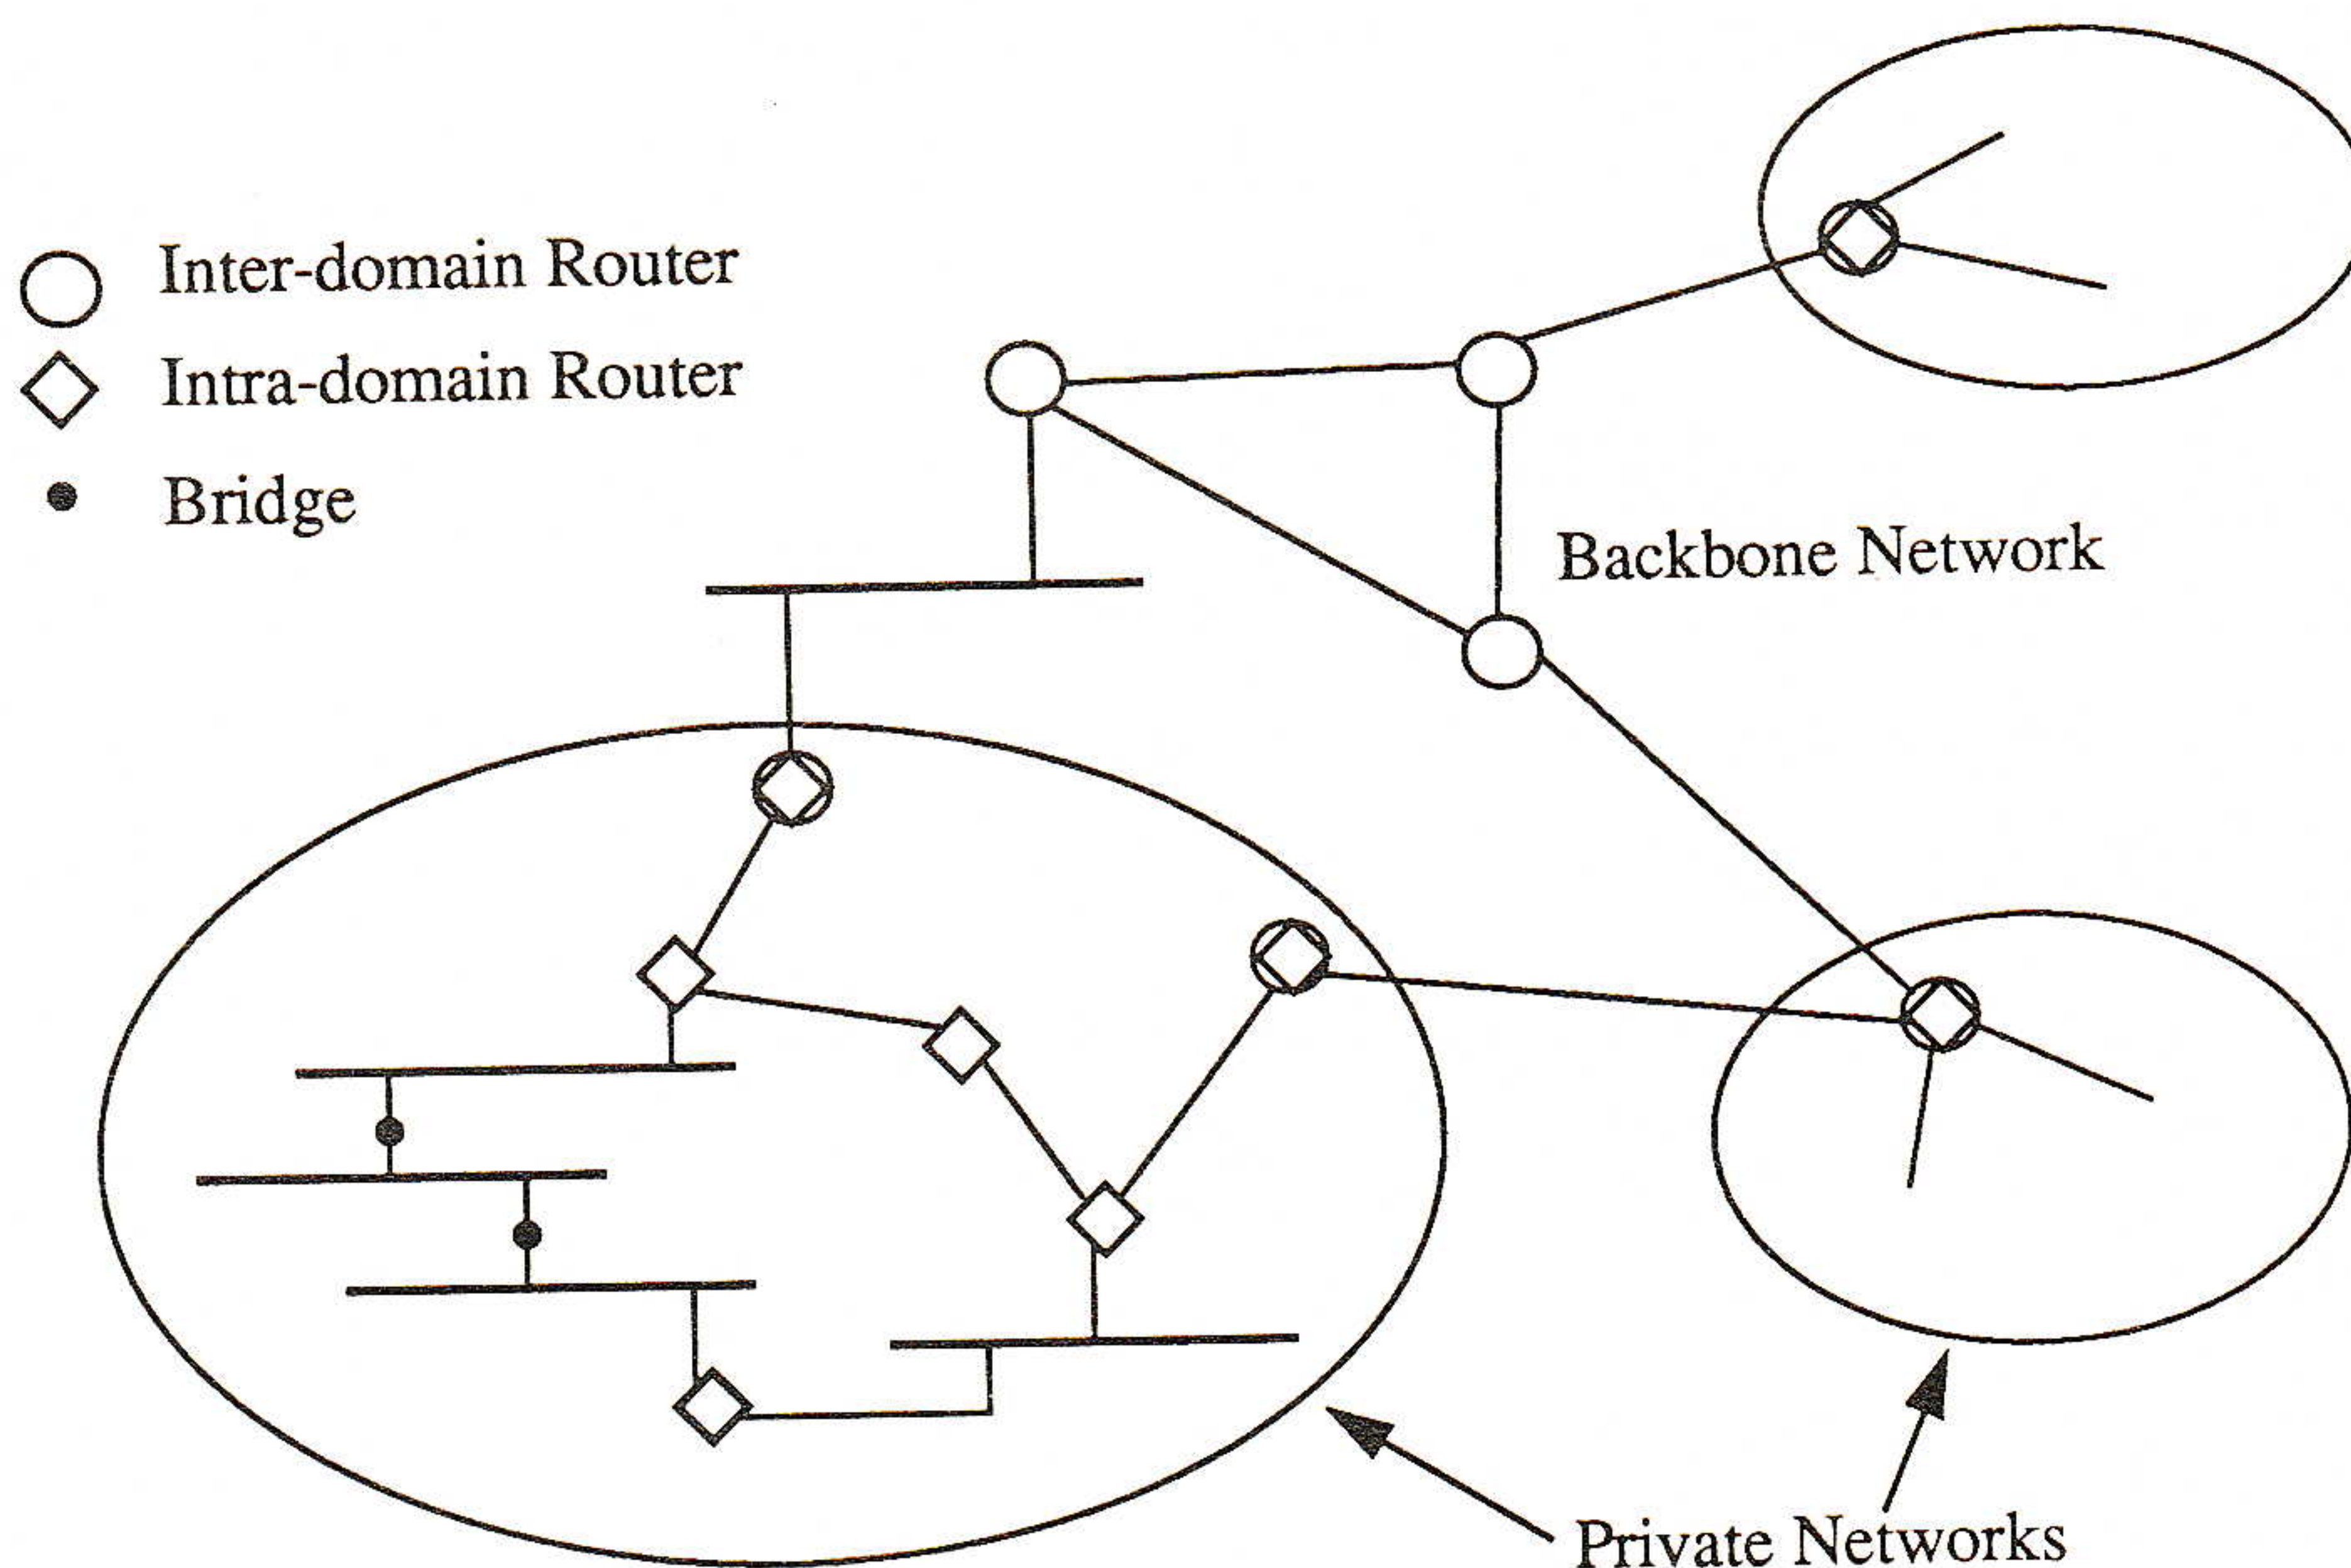 Inter-domain Router
Intra-domain Router
Bridge
Backbone Network
Private Networks